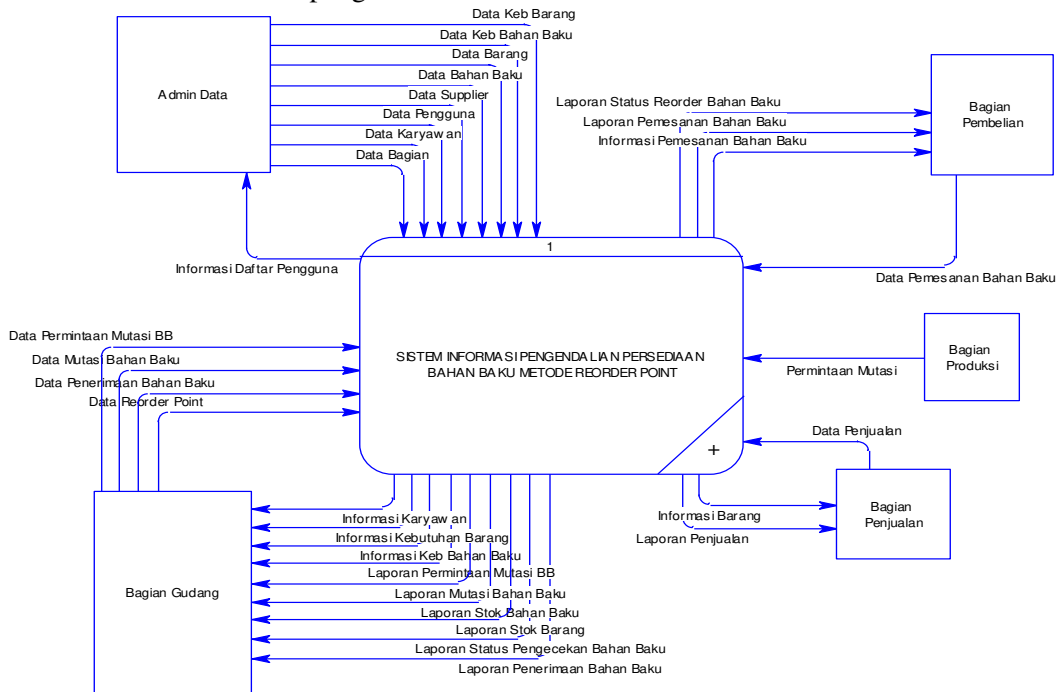 Data Keb Barang
Data Keb Bahan Baku
Data Barang
Data Bahan Baku
Data Supplier
Data Pengguna
Data Karyawan
Data Bagian
Admin Data
Informasi Daftar Pengguna
Laporan Status Reorder Bahan Baku
Laporan Pemesanan Bahan Baku
Informasi Pemesanan Bahan Baku
Bagian
Pembelian
Data Pemesanan Bahan Baku
1
SISTEM INFORMASI PENGENDALIAN PERSEDIAAN
BAHAN BAKU METODE REORDER POINT
+
Data Permintaan Mutasi BB
Data Mutasi Bahan Baku
Data Penerimaan Bahan Baku
Data Reorder Point
Bagian
Produksi
Permintaan Mutasi
Data Penjualan
Bagian
Penjualan
Informasi Barang
Laporan Penjualan
Bagian Gudang
Informasi Karyawan
Informasi Kebutuhan Barang
Informasi Keb Bahan Baku
Laporan Permintaan Mutasi BB
Laporan Mutasi Bahan Baku
Laporan Stok Bahan Baku
Laporan Stok Barang
Laporan Status Pengecekan Bahan Baku
Laporan Penerimaan Bahan Baku